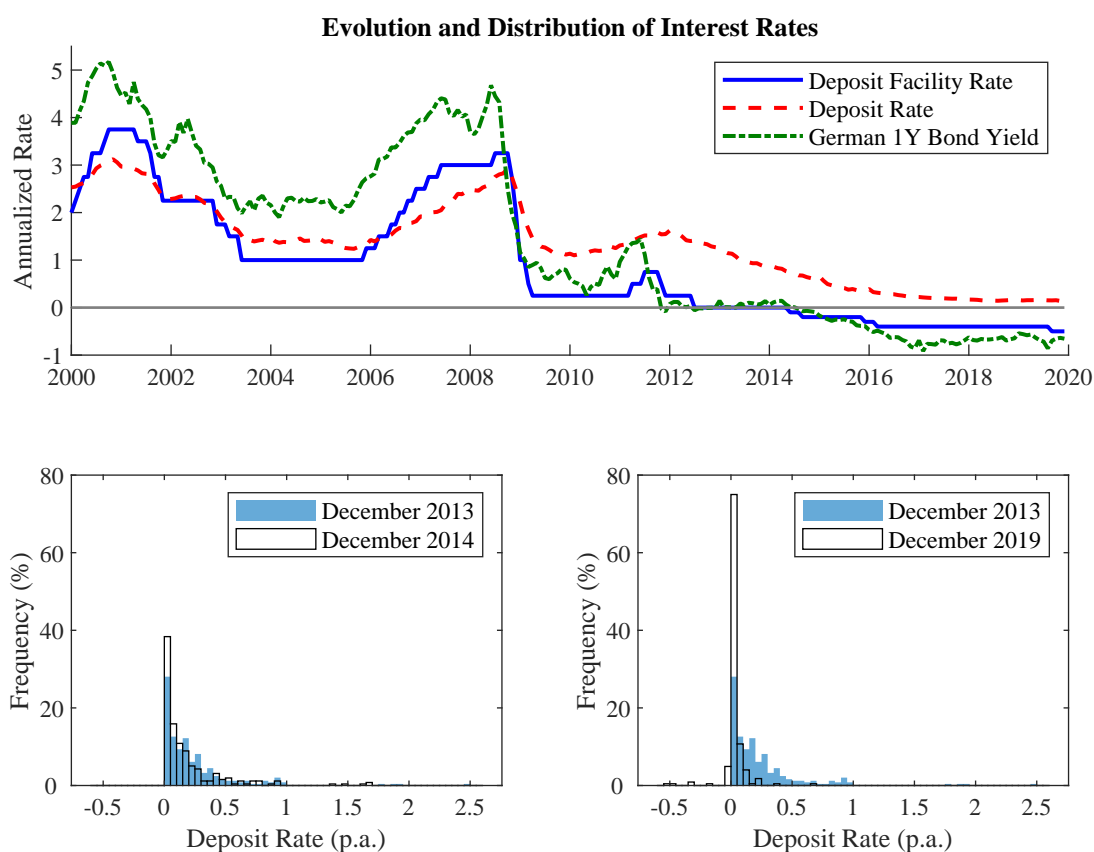 Evolution and Distribution of Interest Rates
Annualized Rate
5
4
3
2
1
0
-1
Deposit Facility Rate
Deposit Rate
German 1Y Bond Yield
2000 2002 2004 2006 2008 2010 2012 2014 2016 2018 2020
Frequency (%)
80
60
40
20
0
December 2013
December 2014
-0.5 0 0.5 1 1.5 2 2.5
Deposit Rate (p.a.)
Frequency (%)
80
60
40
20
0
December 2013
December 2019
-0.5 0 0.5 1 1.5 2 2.5
Deposit Rate (p.a.)